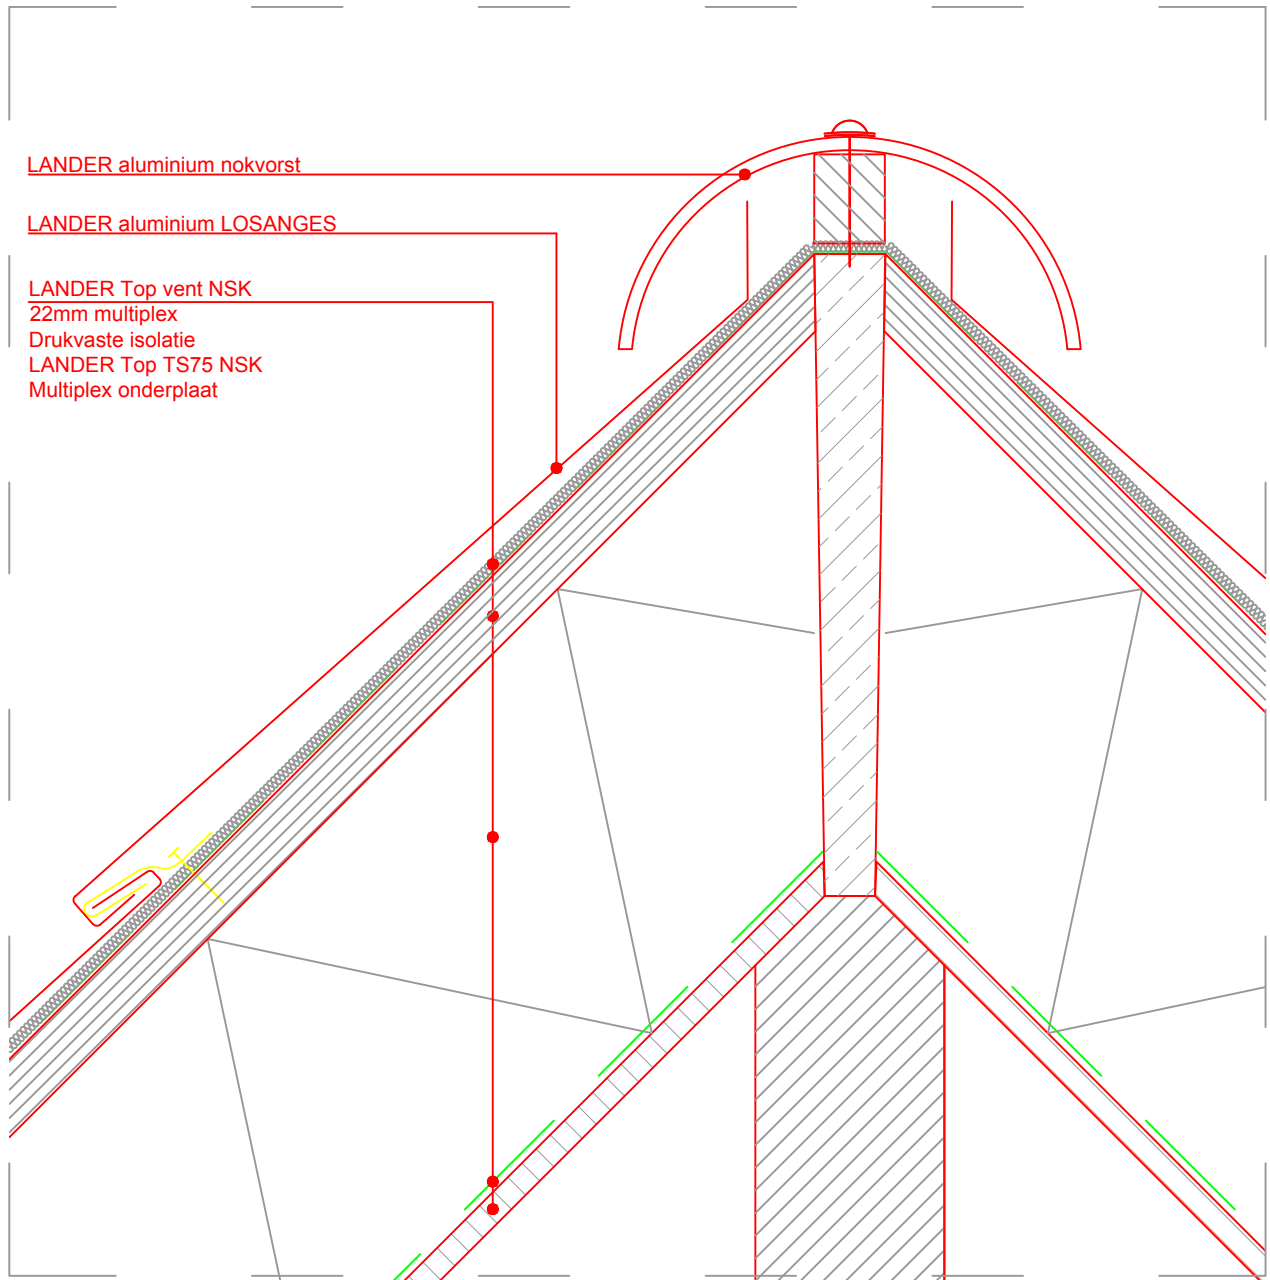 LANDER aluminium nokvorst
LANDER aluminium LOSANGES
LANDER Top vent NSK
22mm multiplex
Drukvaste isolatie
LANDER Top TS75 NSK
Multiplex onderplaat